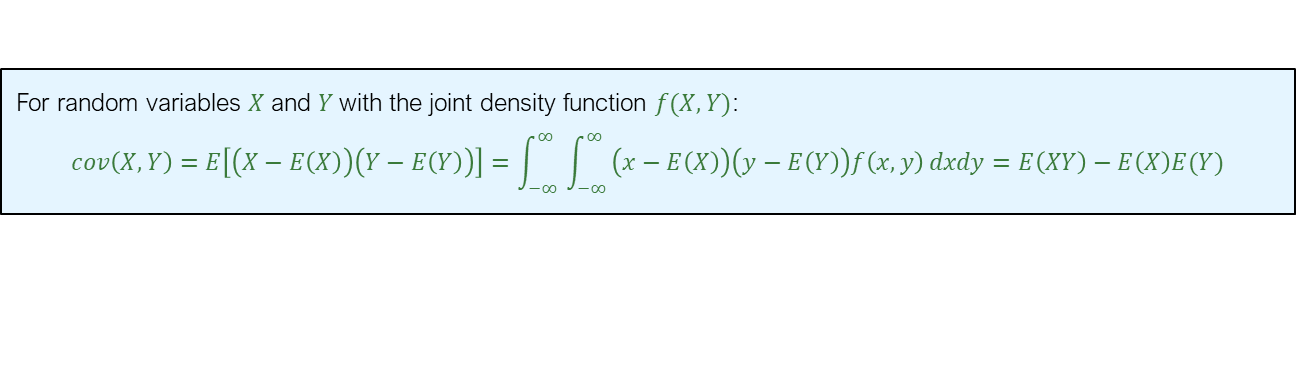 For random variables X and Y with the joint density function f(X, Y):
cov(X, Y) = E[(X − E(X))(Y − E(Y))] = ∫_{−∞}^{∞} ∫_{−∞}^{∞} (x − E(X))(y − E(Y))f(x, y) dxdy = E(XY) − E(X)E(Y)